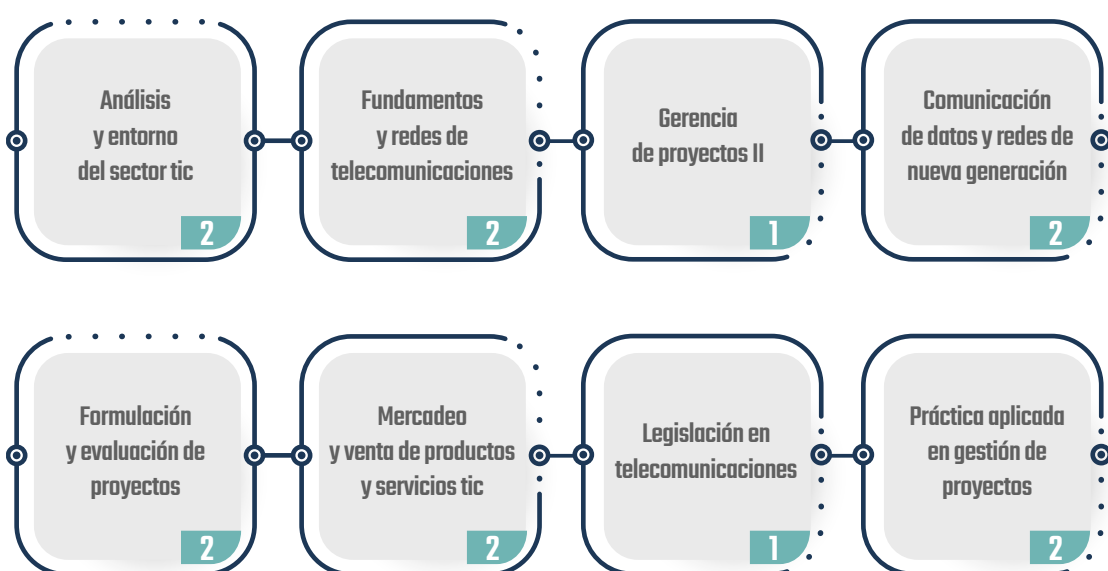 Análisis
y entorno
del sector tic
2
Fundamentos
y redes de
telecomunicaciones
2
Gerencia
de proyectos II
1
Comunicación
de datos y redes de
nueva generación
2
Formulación
y evaluación de
proyectos
2
Mercadeo
y venta de productos
y servicios tic
2
Legislación en
telecomunicaciones
1
Práctica aplicada
en gestión de
proyectos
2